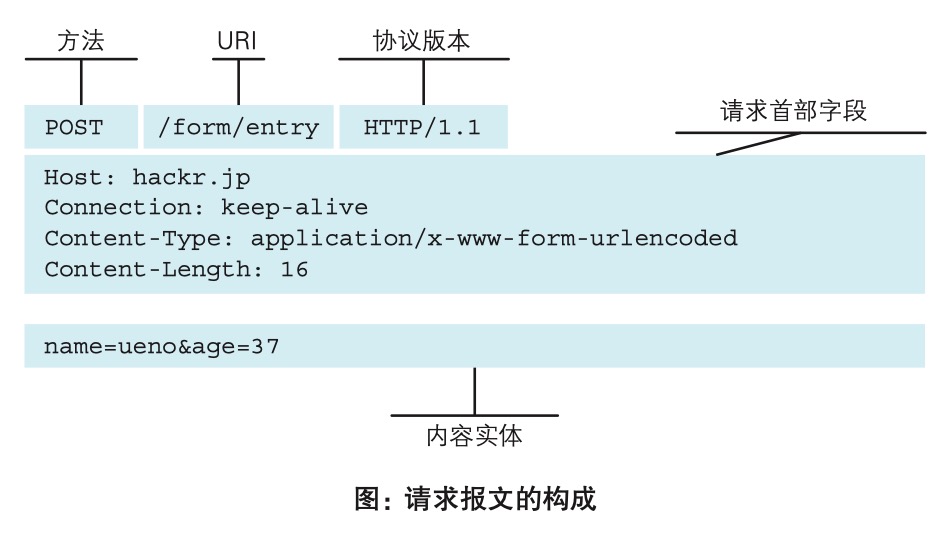 方法 URI 协议版本
请求首部字段
POST /form/entry HTTP/1.1
Host: hackr.jp
Connection: keep-alive
Content-Type: application/x-www-form-urlencoded
Content-Length: 16
name=ueno&age=37
内容实体
图：请求报文的构成